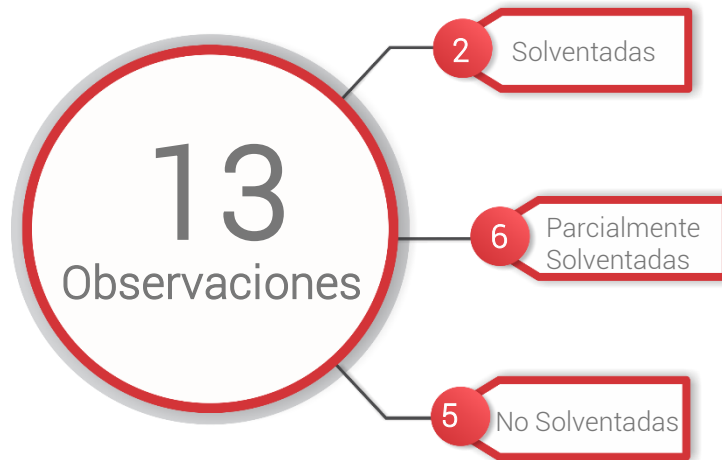 13
Observaciones
2
Solventadas
6
Parcialmente
Solventadas
5
No Solventadas